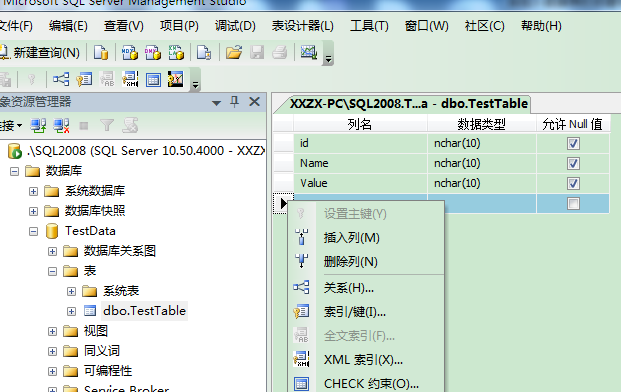 Microsoft SQL Server Management Studio
文件(F) 编辑(E) 查看(V) 项目(P) 调试(D) 表设计器(L) 工具(T) 窗口(W) 社区(C) 帮助(H)
新建查询(N)
象资源管理器
连接
.\SQL2008 (SQL Server 10.50.4000 - XXZX
数据库
系统数据库
数据库快照
TestData
数据库关系图
表
系统表
dbo.TestTable
视图
同义词
可编程性
Service Broker
XXZX-PC\SQL2008.T...a - dbo.TestTable
列名 数据类型 允许 Null 值
id nchar(10)
Name nchar(10)
Value nchar(10)
设置主键(Y)
插入列(M)
删除列(N)
关系(H)...
索引/键(I)...
全文索引(F)...
XML 索引(X)...
CHECK 约束(O)...